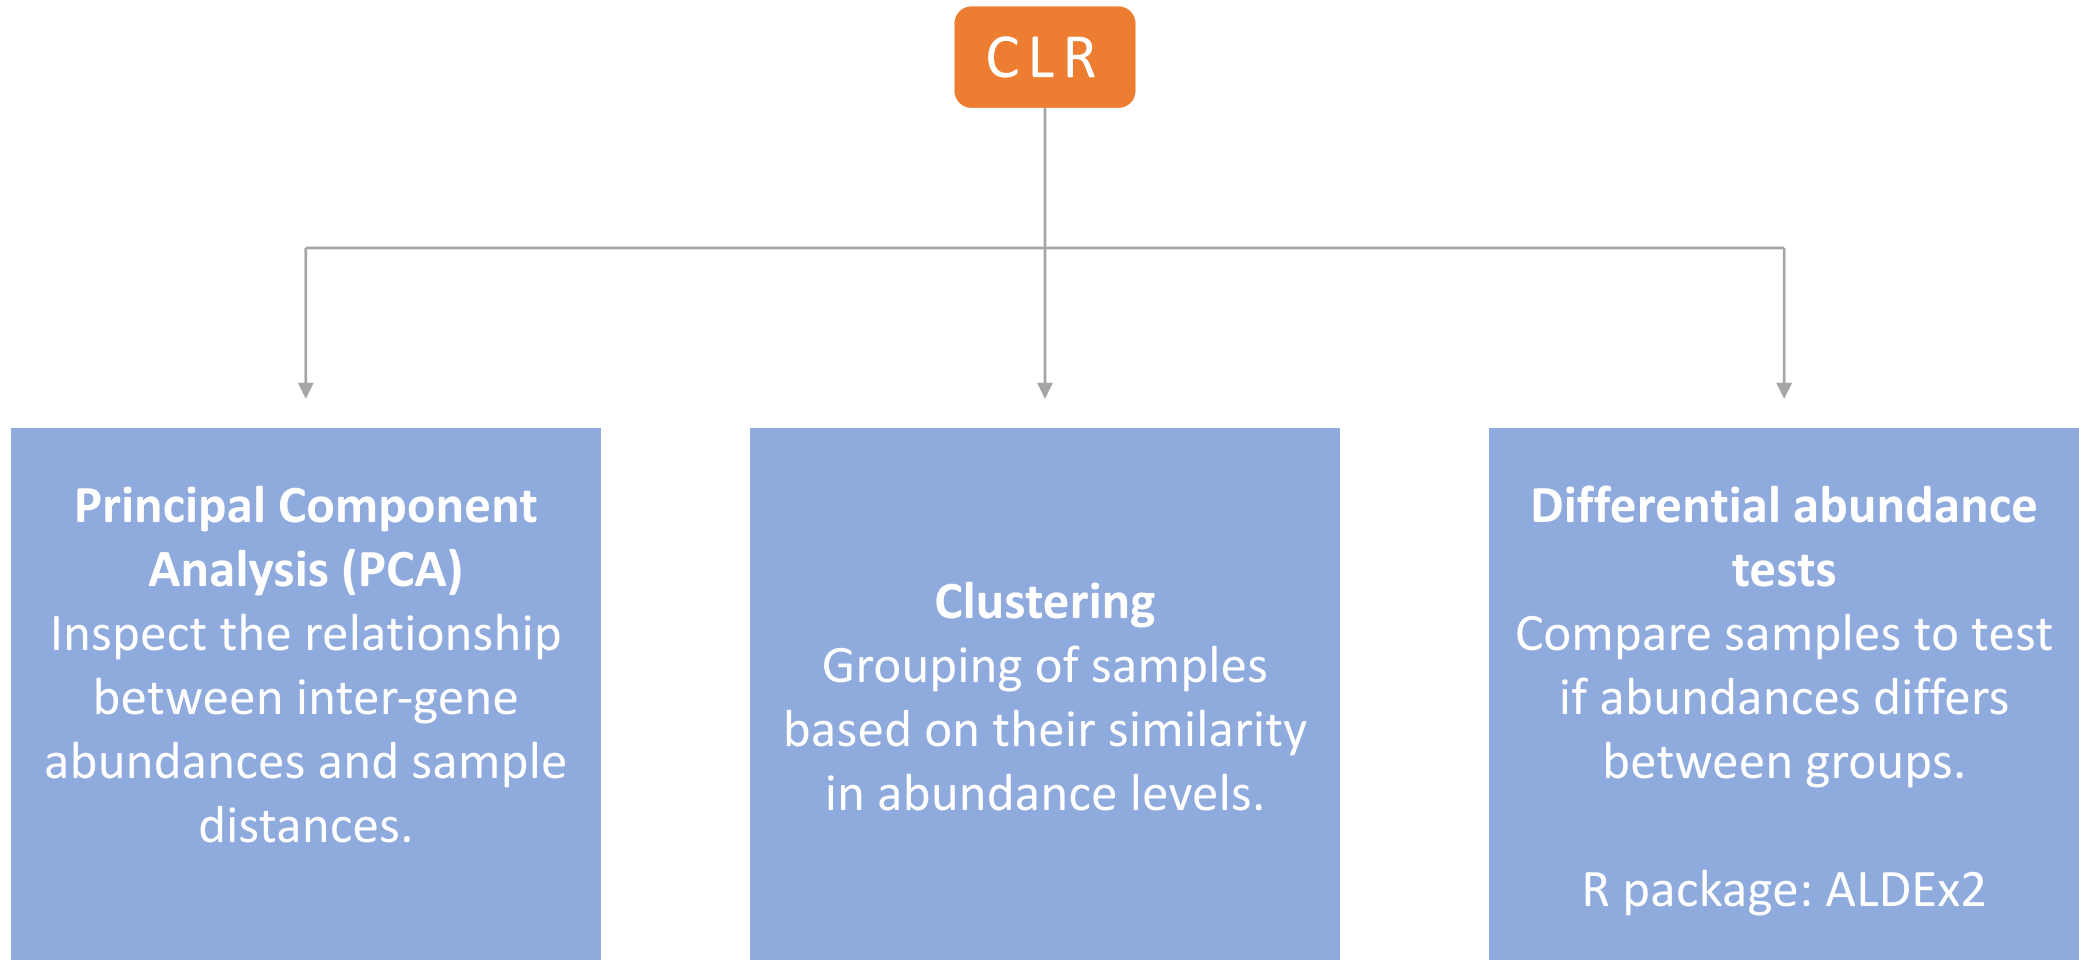 CLR
Principal Component
Analysis (PCA)
Inspect the relationship
between inter-gene
abundances and sample
distances.
Clustering
Grouping of samples
based on their similarity
in abundance levels.
Differential abundance
tests
Compare samples to test
if abundances differs
between groups.
R package: ALDEx2